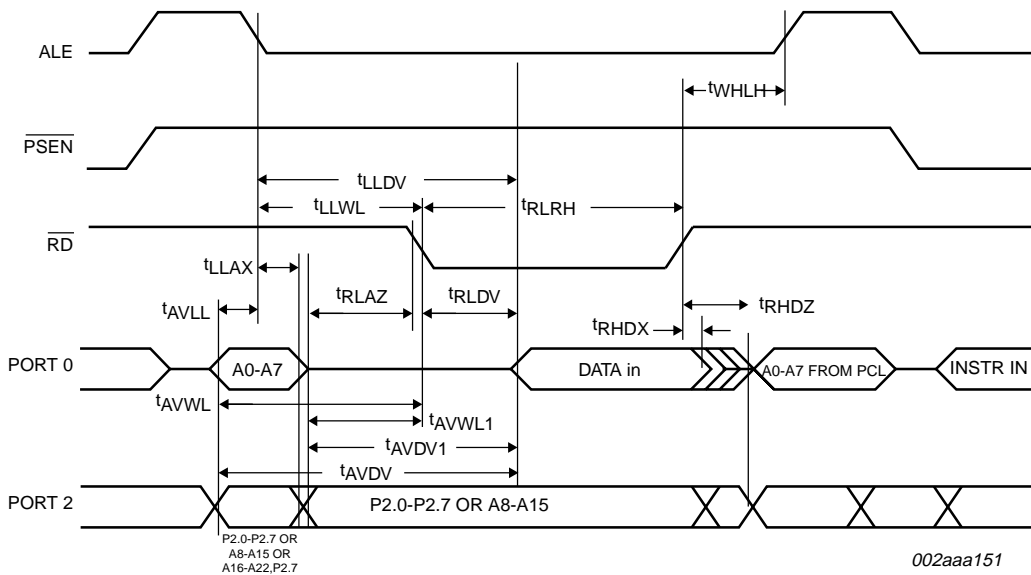 ALE
tWHLH
PSEN
tLLDV
tLLWL
tRLRH
RD
tLLAX
tAVLL
tRLAZ
tRLDV
tRHDZ
tRHDX
PORT 0
A0-A7
DATA in
A0-A7 FROM PCL
INSTR IN
tAVWL
tAVWL1
tAVDV1
tAVDV
PORT 2
P2.0-P2.7 OR A8-A15
P2.0-P2.7 OR
A8-A15 OR
A16-A22,P2.7
002aaa151